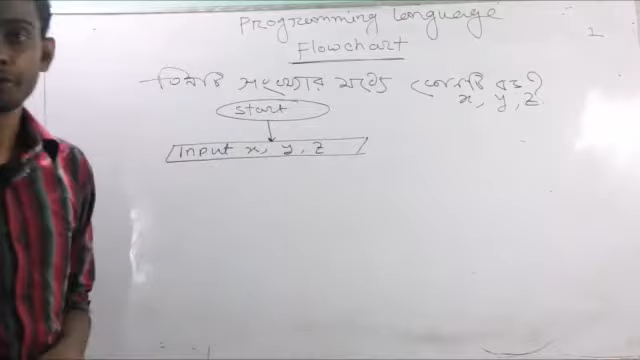 Programming Language
Flowchart
1
তিনটি সংখ্যার মধ্যে কোনটি বড?
x, y, z
start
Input x, y, z